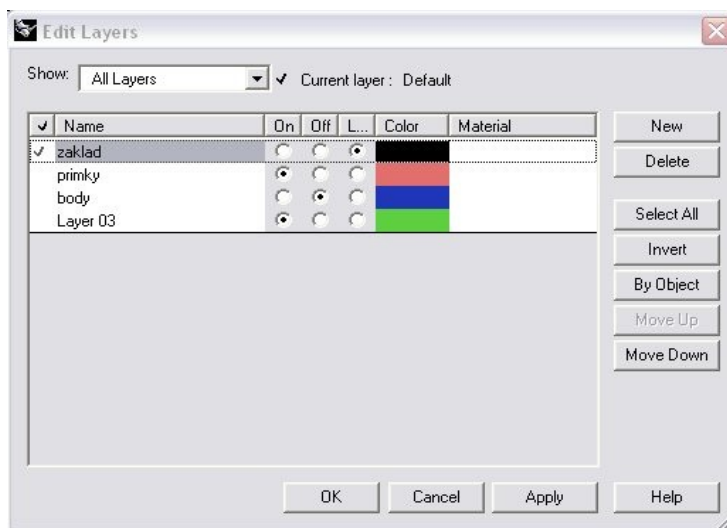 Edit Layers
Show: All Layers Current layer : Default
Name On Off L... Color Material
zaklad
primky
body
Layer 03
New
Delete
Select All
Invert
By Object
Move Up
Move Down
OK Cancel Apply Help